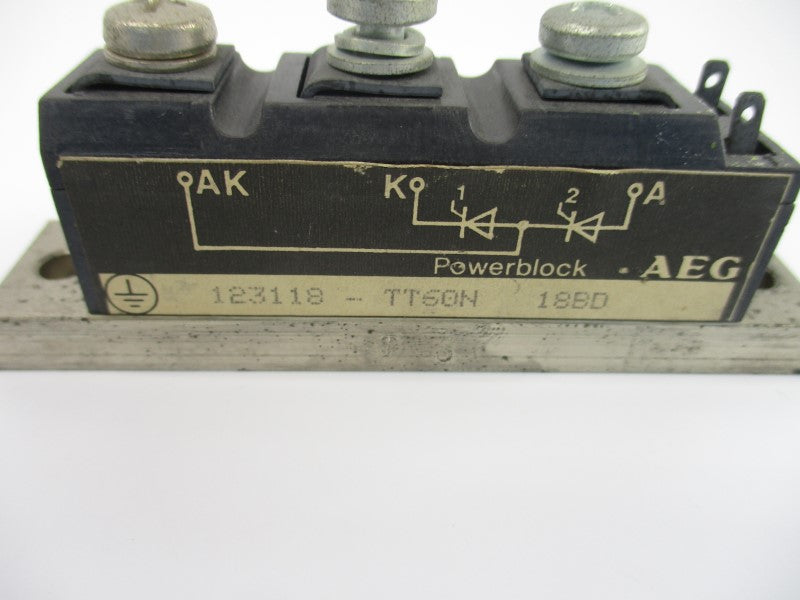 AK K 1 2 A
Powerblock AEG
123118 - TT60N 18BD